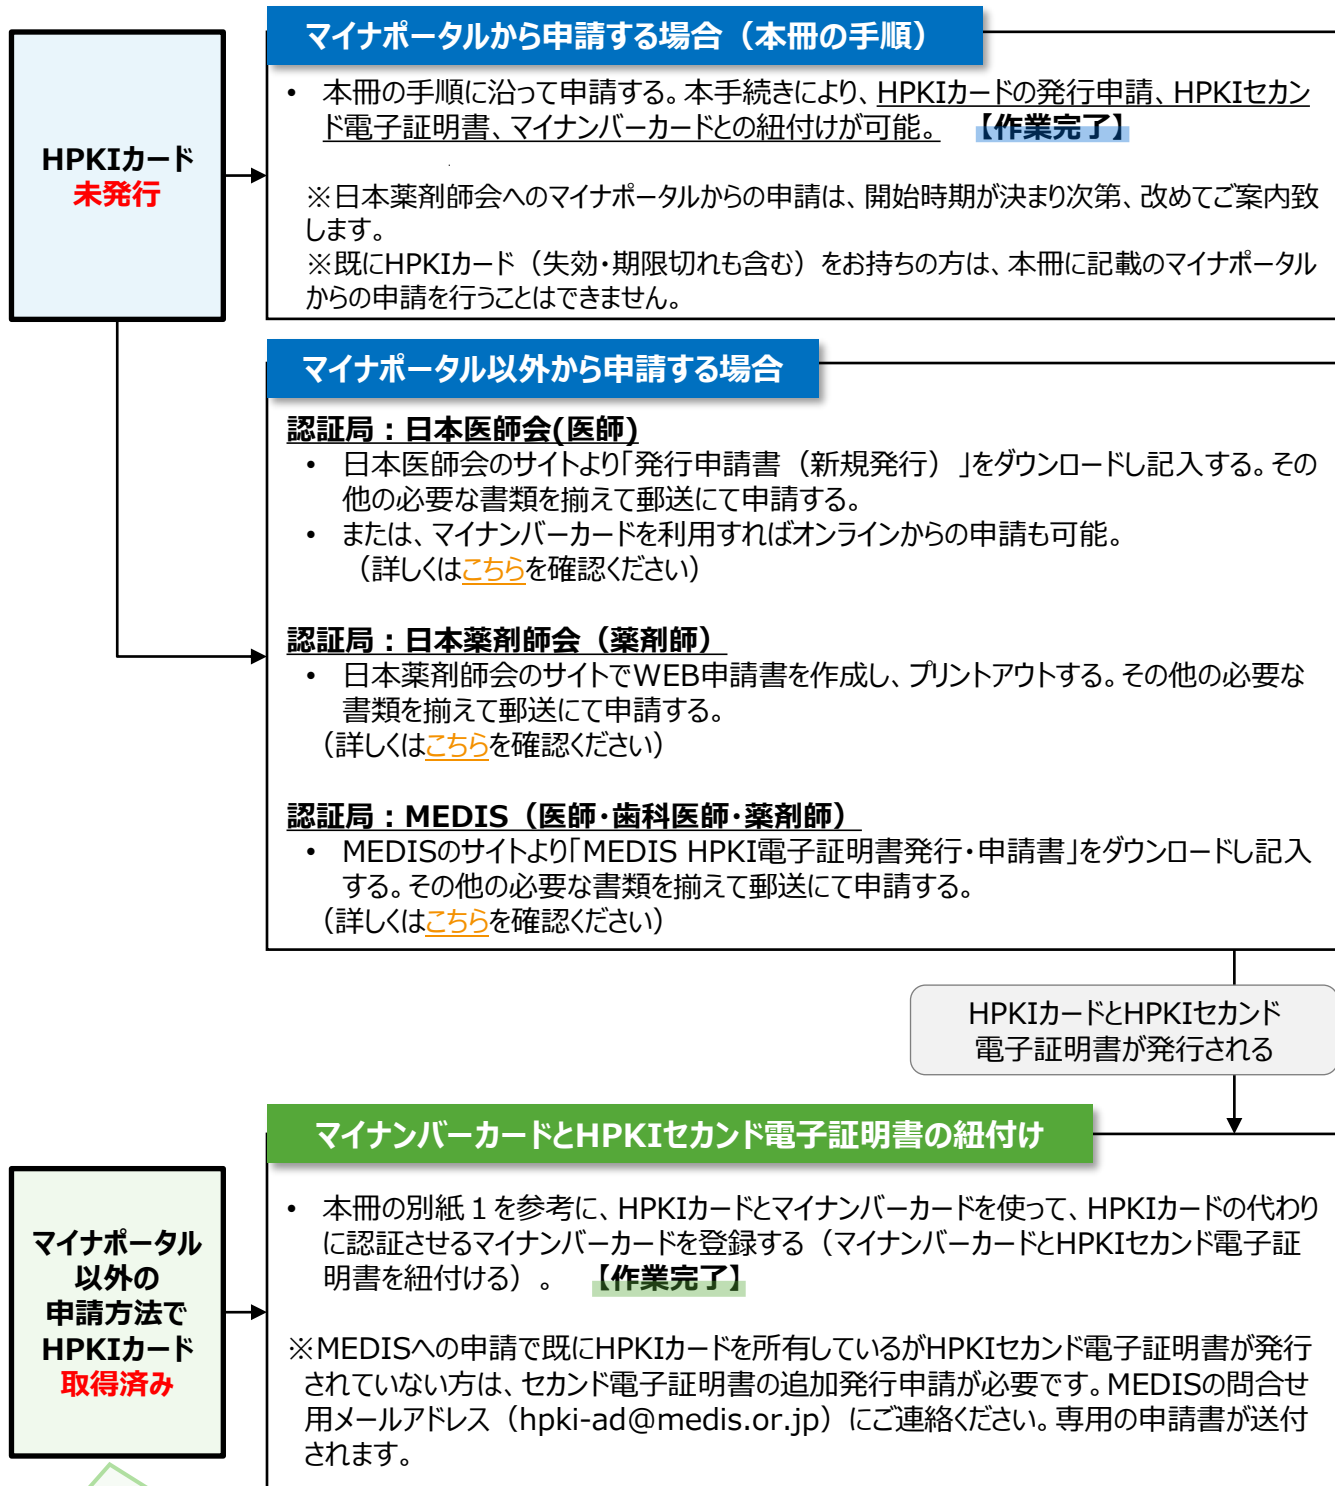 マイナポータルから申請する場合（本冊の手順）
HPKIカード
未発行
• 本冊の手順に沿って申請する。本手続きにより、HPKIカードの発行申請、HPKIセカン
ド電子証明書、マイナンバーカードとの紐付けが可能。 【作業完了】
※日本薬剤師会へのマイナポータルからの申請は、開始時期が決まり次第、改めてご案内致
します。
※既にHPKIカード（失効・期限切れも含む）をお持ちの方は、本冊に記載のマイナポータル
からの申請を行うことはできません。
マイナポータル以外から申請する場合
認証局：日本医師会(医師)
• 日本医師会のサイトより「発行申請書（新規発行）」をダウンロードし記入する。その
他の必要な書類を揃えて郵送にて申請する。
• または、マイナンバーカードを利用すればオンラインからの申請も可能。
（詳しくはこちらを確認ください）
認証局：日本薬剤師会（薬剤師）
• 日本薬剤師会のサイトでWEB申請書を作成し、プリントアウトする。その他の必要な
書類を揃えて郵送にて申請する。
（詳しくはこちらを確認ください）
認証局：MEDIS（医師・歯科医師・薬剤師）
• MEDISのサイトより「MEDIS HPKI電子証明書発行・申請書」をダウンロードし記入
する。その他の必要な書類を揃えて郵送にて申請する。
（詳しくはこちらを確認ください）
HPKIカードとHPKIセカンド
電子証明書が発行される
マイナンバーカードとHPKIセカンド電子証明書の紐付け
マイナポータル
以外の
申請方法で
HPKIカード
取得済み
• 本冊の別紙１を参考に、HPKIカードとマイナンバーカードを使って、HPKIカードの代わり
に認証させるマイナンバーカードを登録する（マイナンバーカードとHPKIセカンド電子証
明書を紐付ける）。 【作業完了】
※MEDISへの申請で既にHPKIカードを所有しているがHPKIセカンド電子証明書が発行
されていない方は、セカンド電子証明書の追加発行申請が必要です。MEDISの問合せ
用メールアドレス（hpki-ad@medis.or.jp）にご連絡ください。専用の申請書が送付
されます。